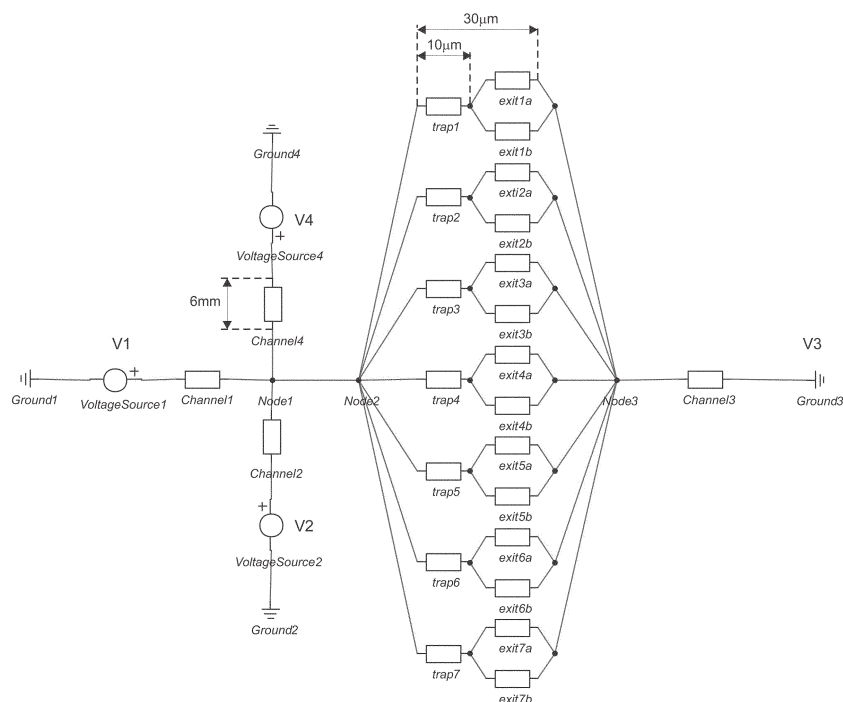 30μm
10μm
exit1a
trap1
exit1b
Ground4
exti2a
trap2
exit2b
V4
+
VoltageSource4
exit3a
trap3
6mm
exit3b
Channel4
V1
V3
+
exit4a
Ground1
VoltageSource1
Channel1
Node1
Node2
trap4
exit4b
Node3
Channel3
Ground3
exit5a
Channel2
trap5
+
exit5b
V2
exit6a
VoltageSource2
trap6
exit6b
Ground2
exit7a
trap7
exit7b